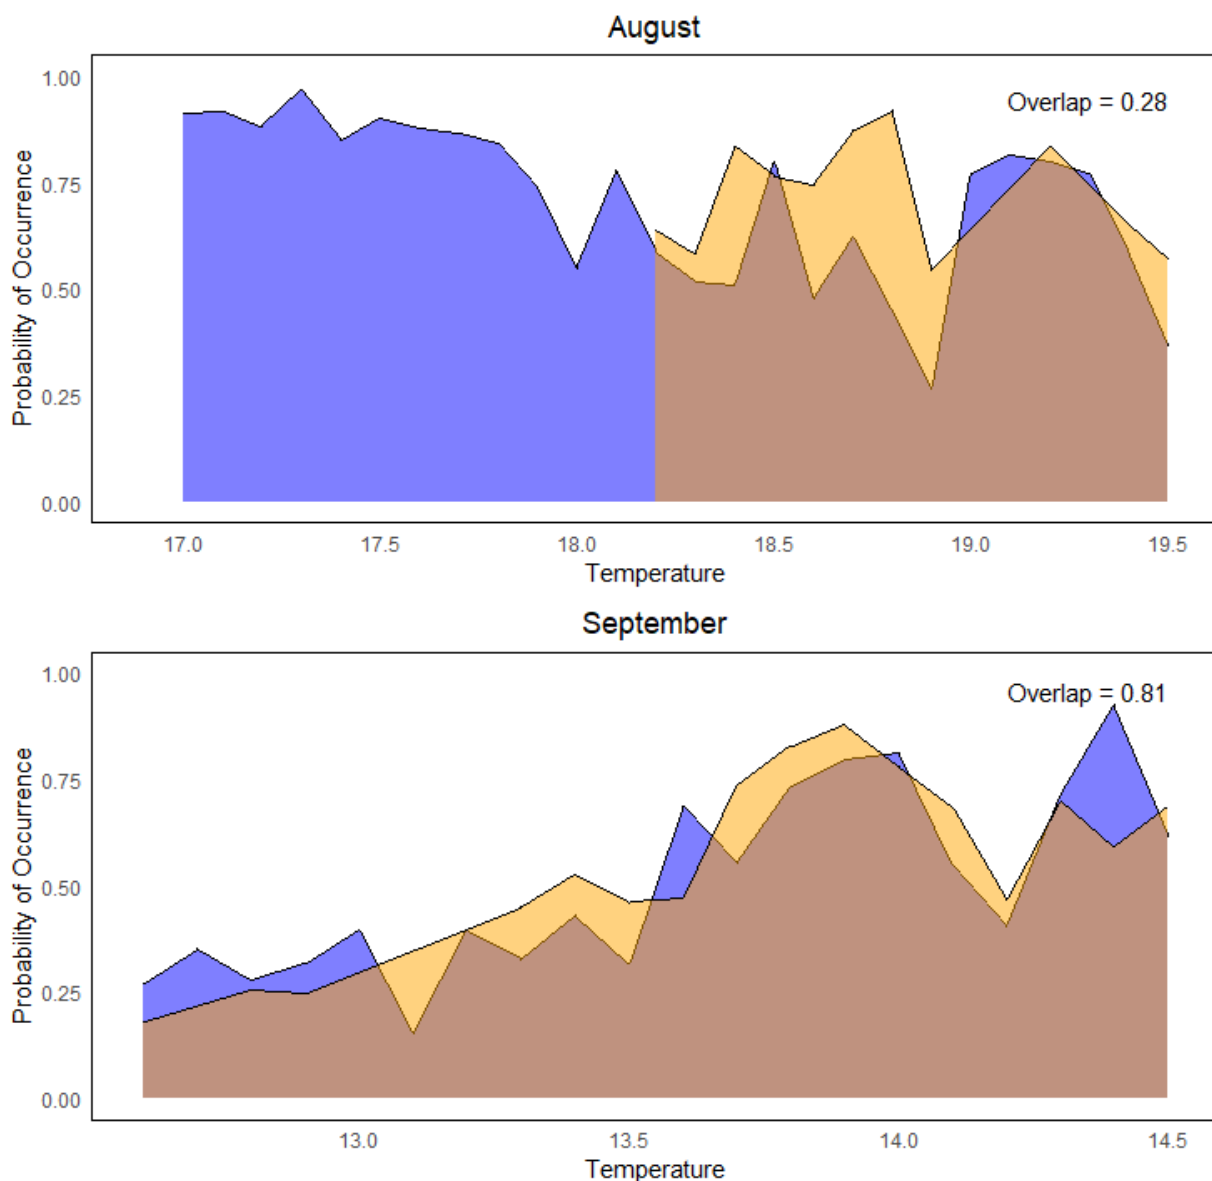 August
Overlap = 0.28
Probability of Occurrence
1.00
0.75
0.50
0.25
0.00
17.0 17.5 18.0 18.5 19.0 19.5
Temperature
September
Overlap = 0.81
Probability of Occurrence
1.00
0.75
0.50
0.25
0.00
13.0 13.5 14.0 14.5
Temperature